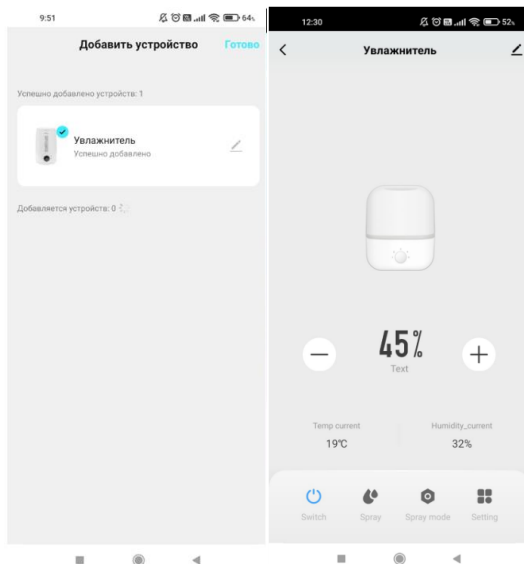 9:51
64%
Добавить устройство
Готово
Успешно добавлено устройств: 1
Увлажнитель
Успешно добавлено
Добавляется устройств: 0
12:30
52%
Увлажнитель
45%
Text
Temp current
Humidity_current
19℃
32%
Switch
Spray
Spray mode
Setting